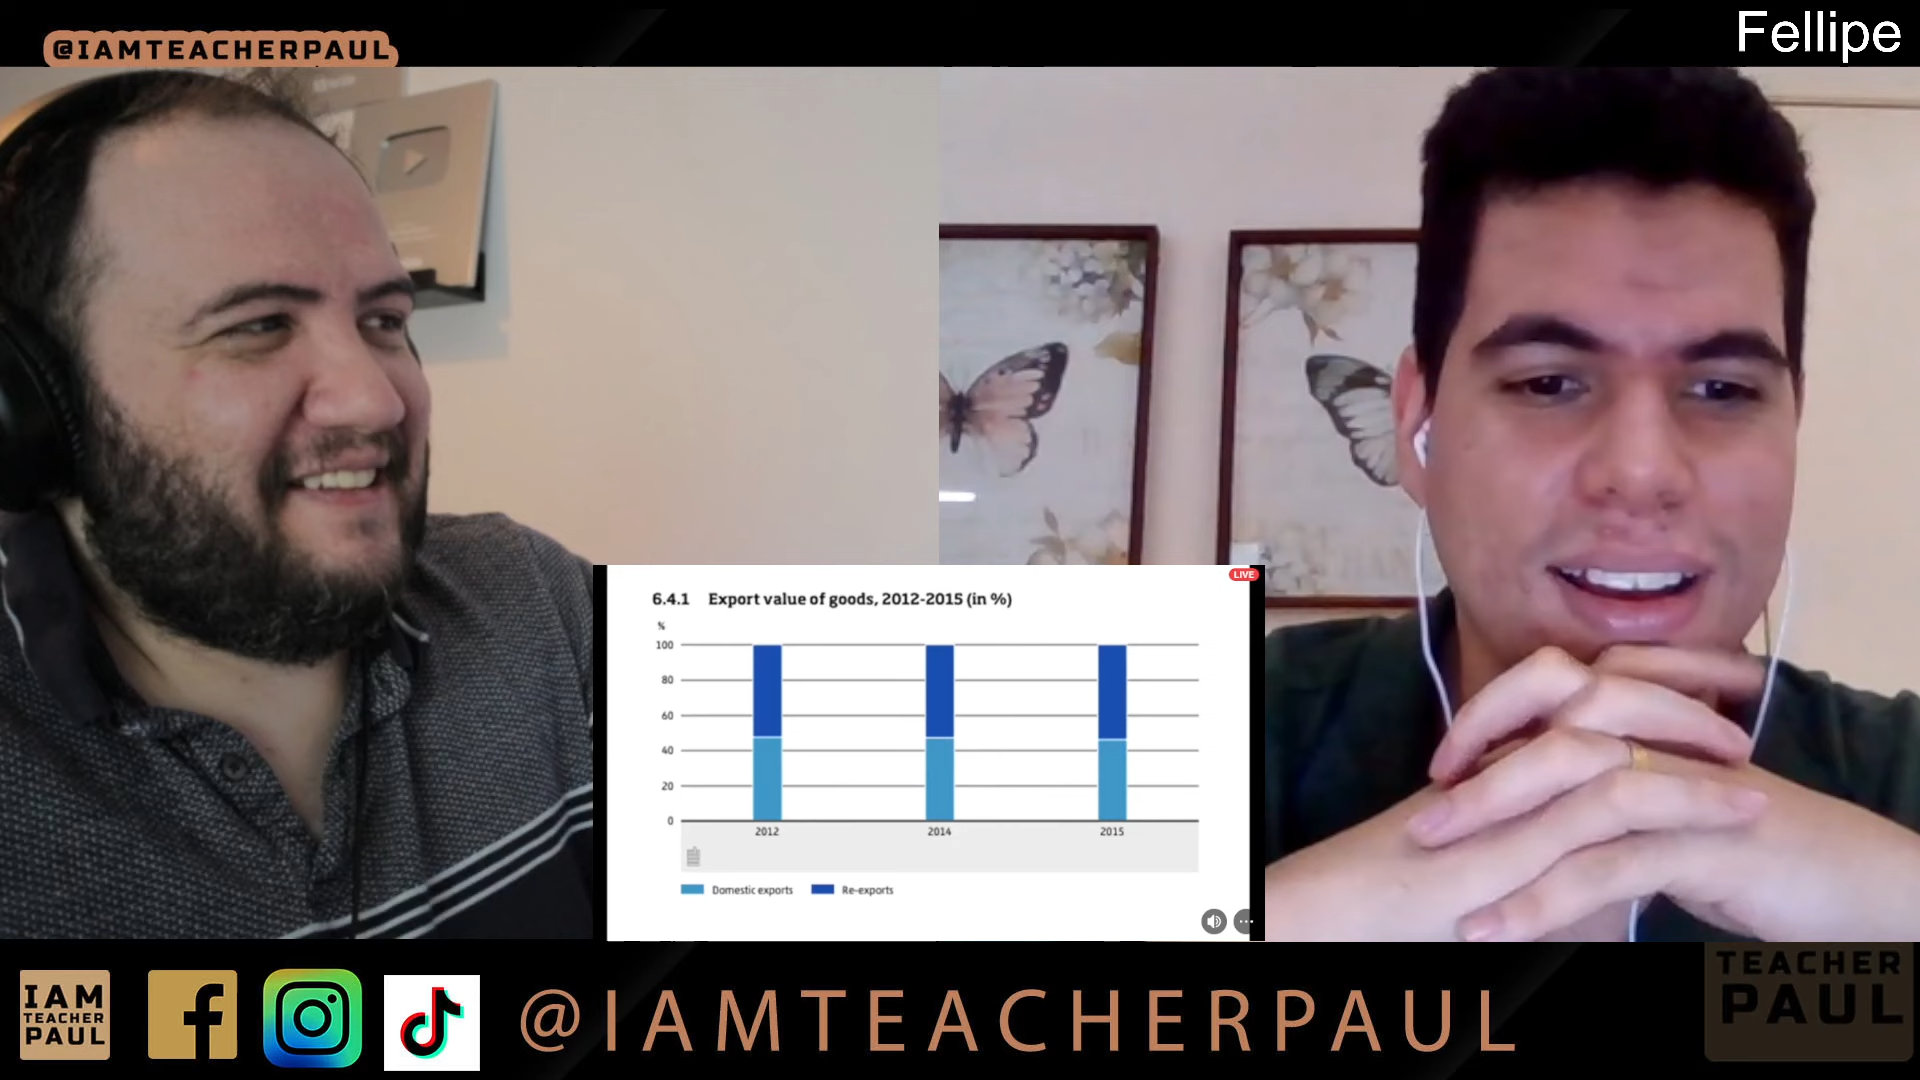 @IAMTEACHERPAUL
Fellipe
LIVE
6.4.1 Export value of goods, 2012-2015 (in %)
%
100
80
60
40
20
0
2012 2014 2015
Domestic exports Re-exports
IAM
TEACHER
PAUL
@IAMTEACHERPAUL
TEACHER
PAUL